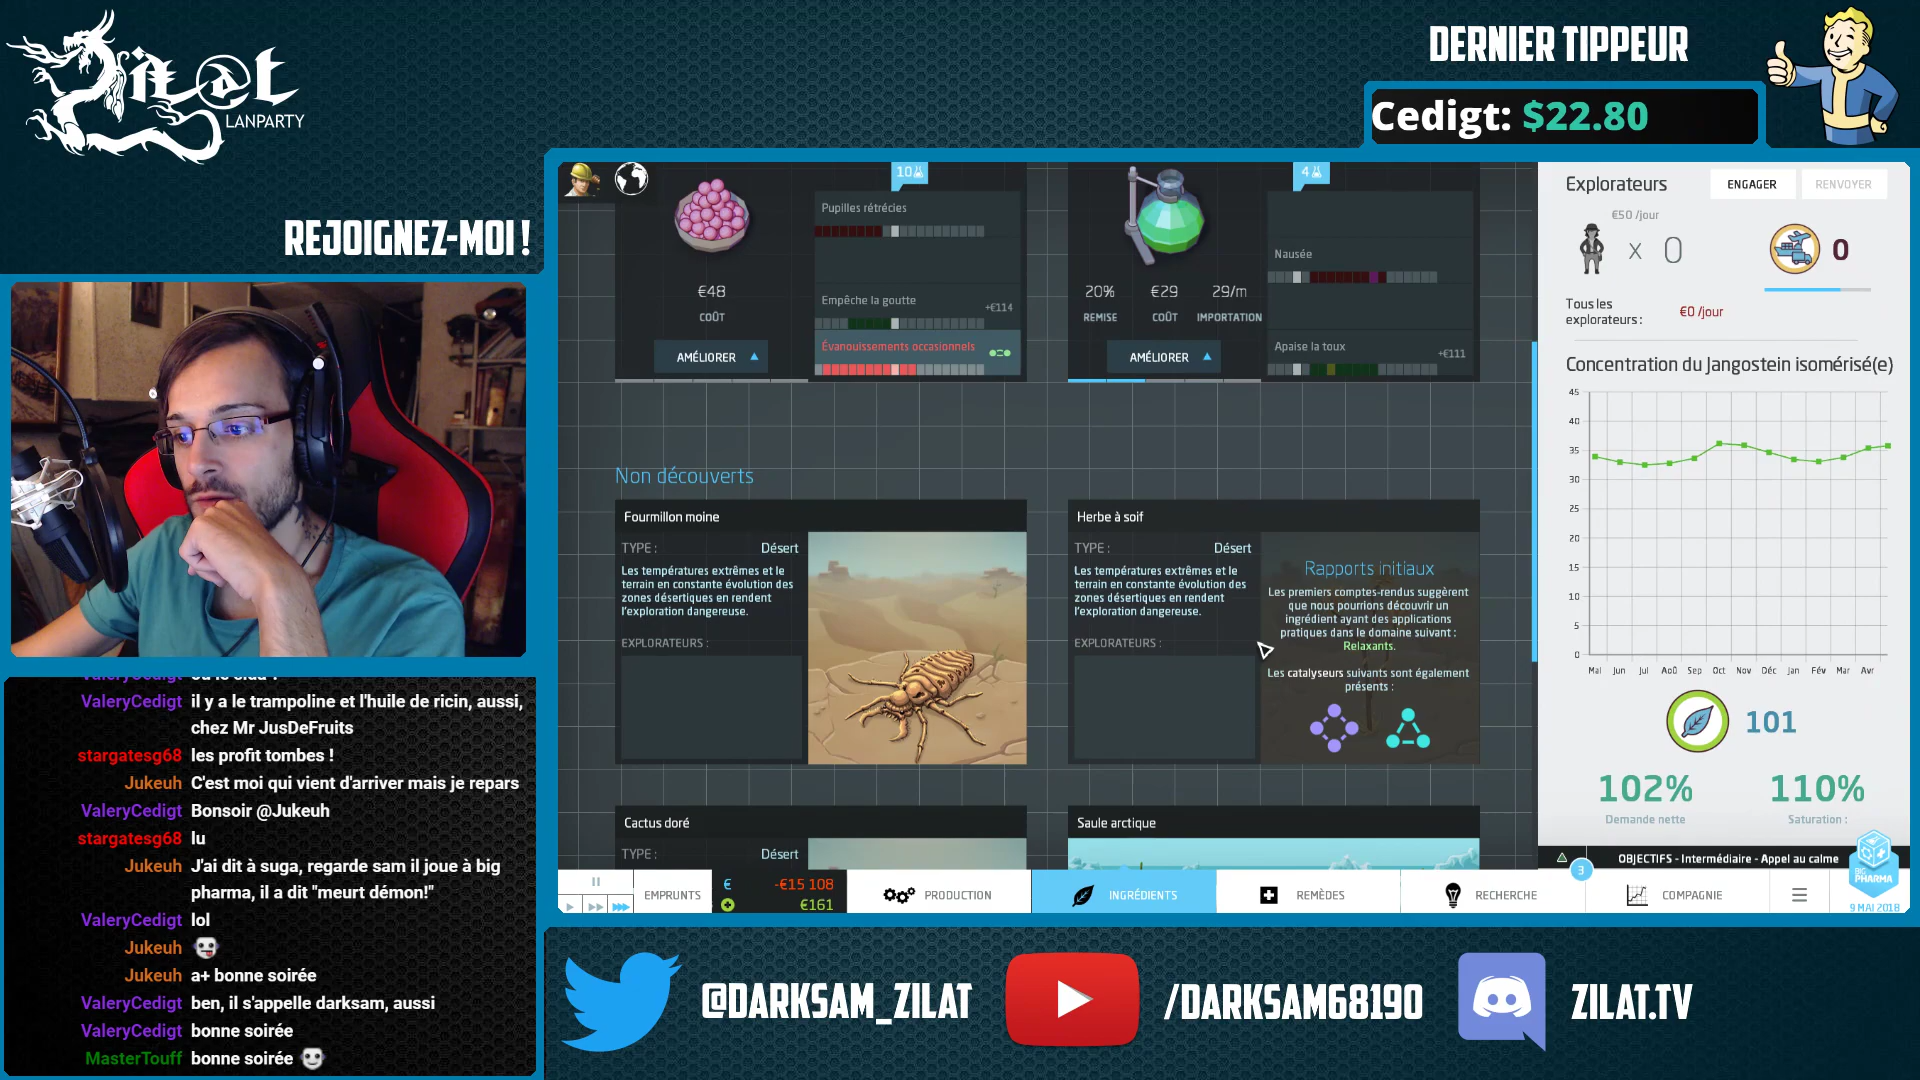 Zil@t
LANPARTY
REJOIGNEZ-MOI !
DERNIER TIPPEUR
Cedigt: $22.80
ValeryCedigt il y a le trampoline et l'huile de ricin, aussi,
chez Mr JusDeFruits
stargatesg68 les profit tombes !
Jukeuh C'est moi qui vient d'arriver mais je repars
ValeryCedigt Bonsoir @Jukeuh
stargatesg68 lu
Jukeuh J'ai dit à suga, regarde sam il joue à big
pharma, il a dit "meurt démon!"
ValeryCedigt lol
Jukeuh
Jukeuh a+ bonne soirée
ValeryCedigt ben, il s'appelle darksam, aussi
ValeryCedigt bonne soirée
MasterTouff bonne soirée
10
Pupilles rétrécies
Empêche la goutte
+€114
Évanouissements occasionnels
€48
COÛT
AMÉLIORER
4
Nausée
Apaise la toux
+€111
20% €29 29/m
REMISE COÛT IMPORTATION
AMÉLIORER
Non découverts
Fourmillon moine
TYPE : Désert
Les températures extrêmes et le
terrain en constante évolution des
zones désertiques en rendent
l'exploration dangereuse.
EXPLORATEURS :
Herbe à soif
TYPE : Désert
Les températures extrêmes et le
terrain en constante évolution des
zones désertiques en rendent
l'exploration dangereuse.
EXPLORATEURS :
Rapports initiaux
Les premiers comptes-rendus suggèrent
que nous pourrions découvrir un
ingrédient ayant des applications
pratiques dans le domaine suivant :
Relaxants.
Les catalyseurs suivants sont également
présents :
Cactus doré
TYPE : Désert
Saule arctique
Explorateurs
ENGAGER
RENVOYER
€50 /jour
x 0
0
Tous les
explorateurs :
€0 /jour
Concentration du Jangostein isomérisé(e)
45
40
35
30
25
20
15
10
5
0
Mai Jun Jul Aoû Sep Oct Nov Déc Jan Fév Mar Avr
101
102% 110%
Demande nette Saturation :
OBJECTIFS - Intermédiaire - Appel au calme
3
BIG
PHARMA
9 MAI 2018
EMPRUNTS
€ -€15 108
€161
PRODUCTION
INGRÉDIENTS
REMÈDES
RECHERCHE
COMPAGNIE
@DARKSAM_ZILAT
/DARKSAM68190
ZILAT.TV